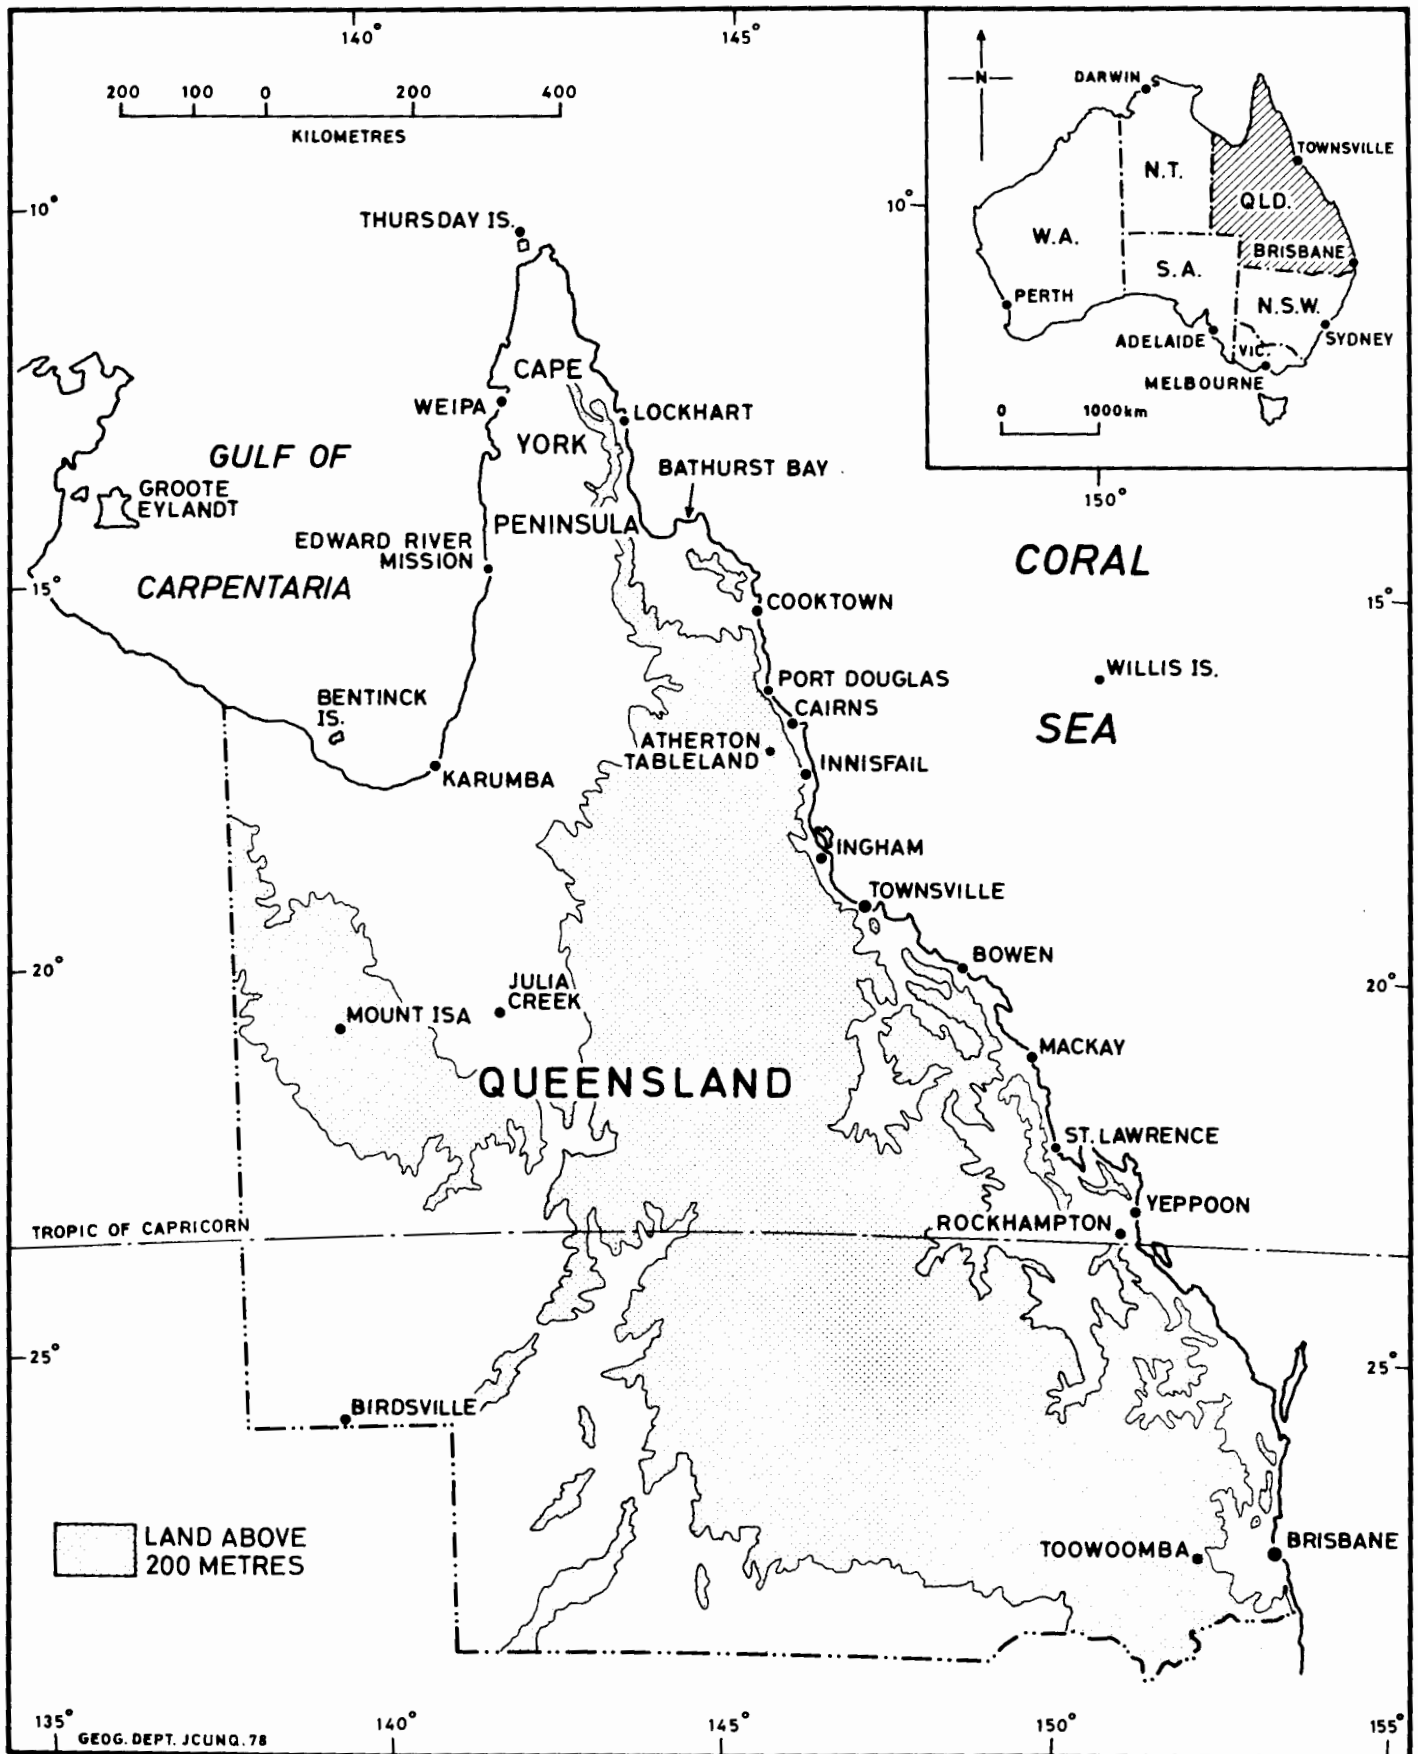 140°
145°
200 100 0 200 400
KILOMETRES
10°
THURSDAY IS.
CAPE
WEIPA
LOCKHART
YORK
GULF OF
BATHURST BAY
GROOTE
EYLANDT
PENINSULA
EDWARD RIVER
MISSION
15°
CARPENTARIA
COOKTOWN
BENTINCK
IS.
PORT DOUGLAS
CAIRNS
ATHERTON
TABLELAND
INNISFAIL
KARUMBA
INGHAM
TOWNSVILLE
BOWEN
20°
JULIA
CREEK
MOUNT ISA
MACKAY
QUEENSLAND
ST. LAWRENCE
YEPPOON
TROPIC OF CAPRICORN
ROCKHAMPTON
25°
BIRDSVILLE
LAND ABOVE
200 METRES
TOOWOOMBA
BRISBANE
135°
140°
145°
150°
155°
GEOG. DEPT. JCUNQ. 78
N
DARWIN
TOWNSVILLE
N.T.
QLD.
10°
W.A.
BRISBANE
S.A.
PERTH
N.S.W.
ADELAIDE
SYDNEY
VIC.
MELBOURNE
0 1000km
150°
CORAL
15°
WILLIS IS.
SEA
20°
25°